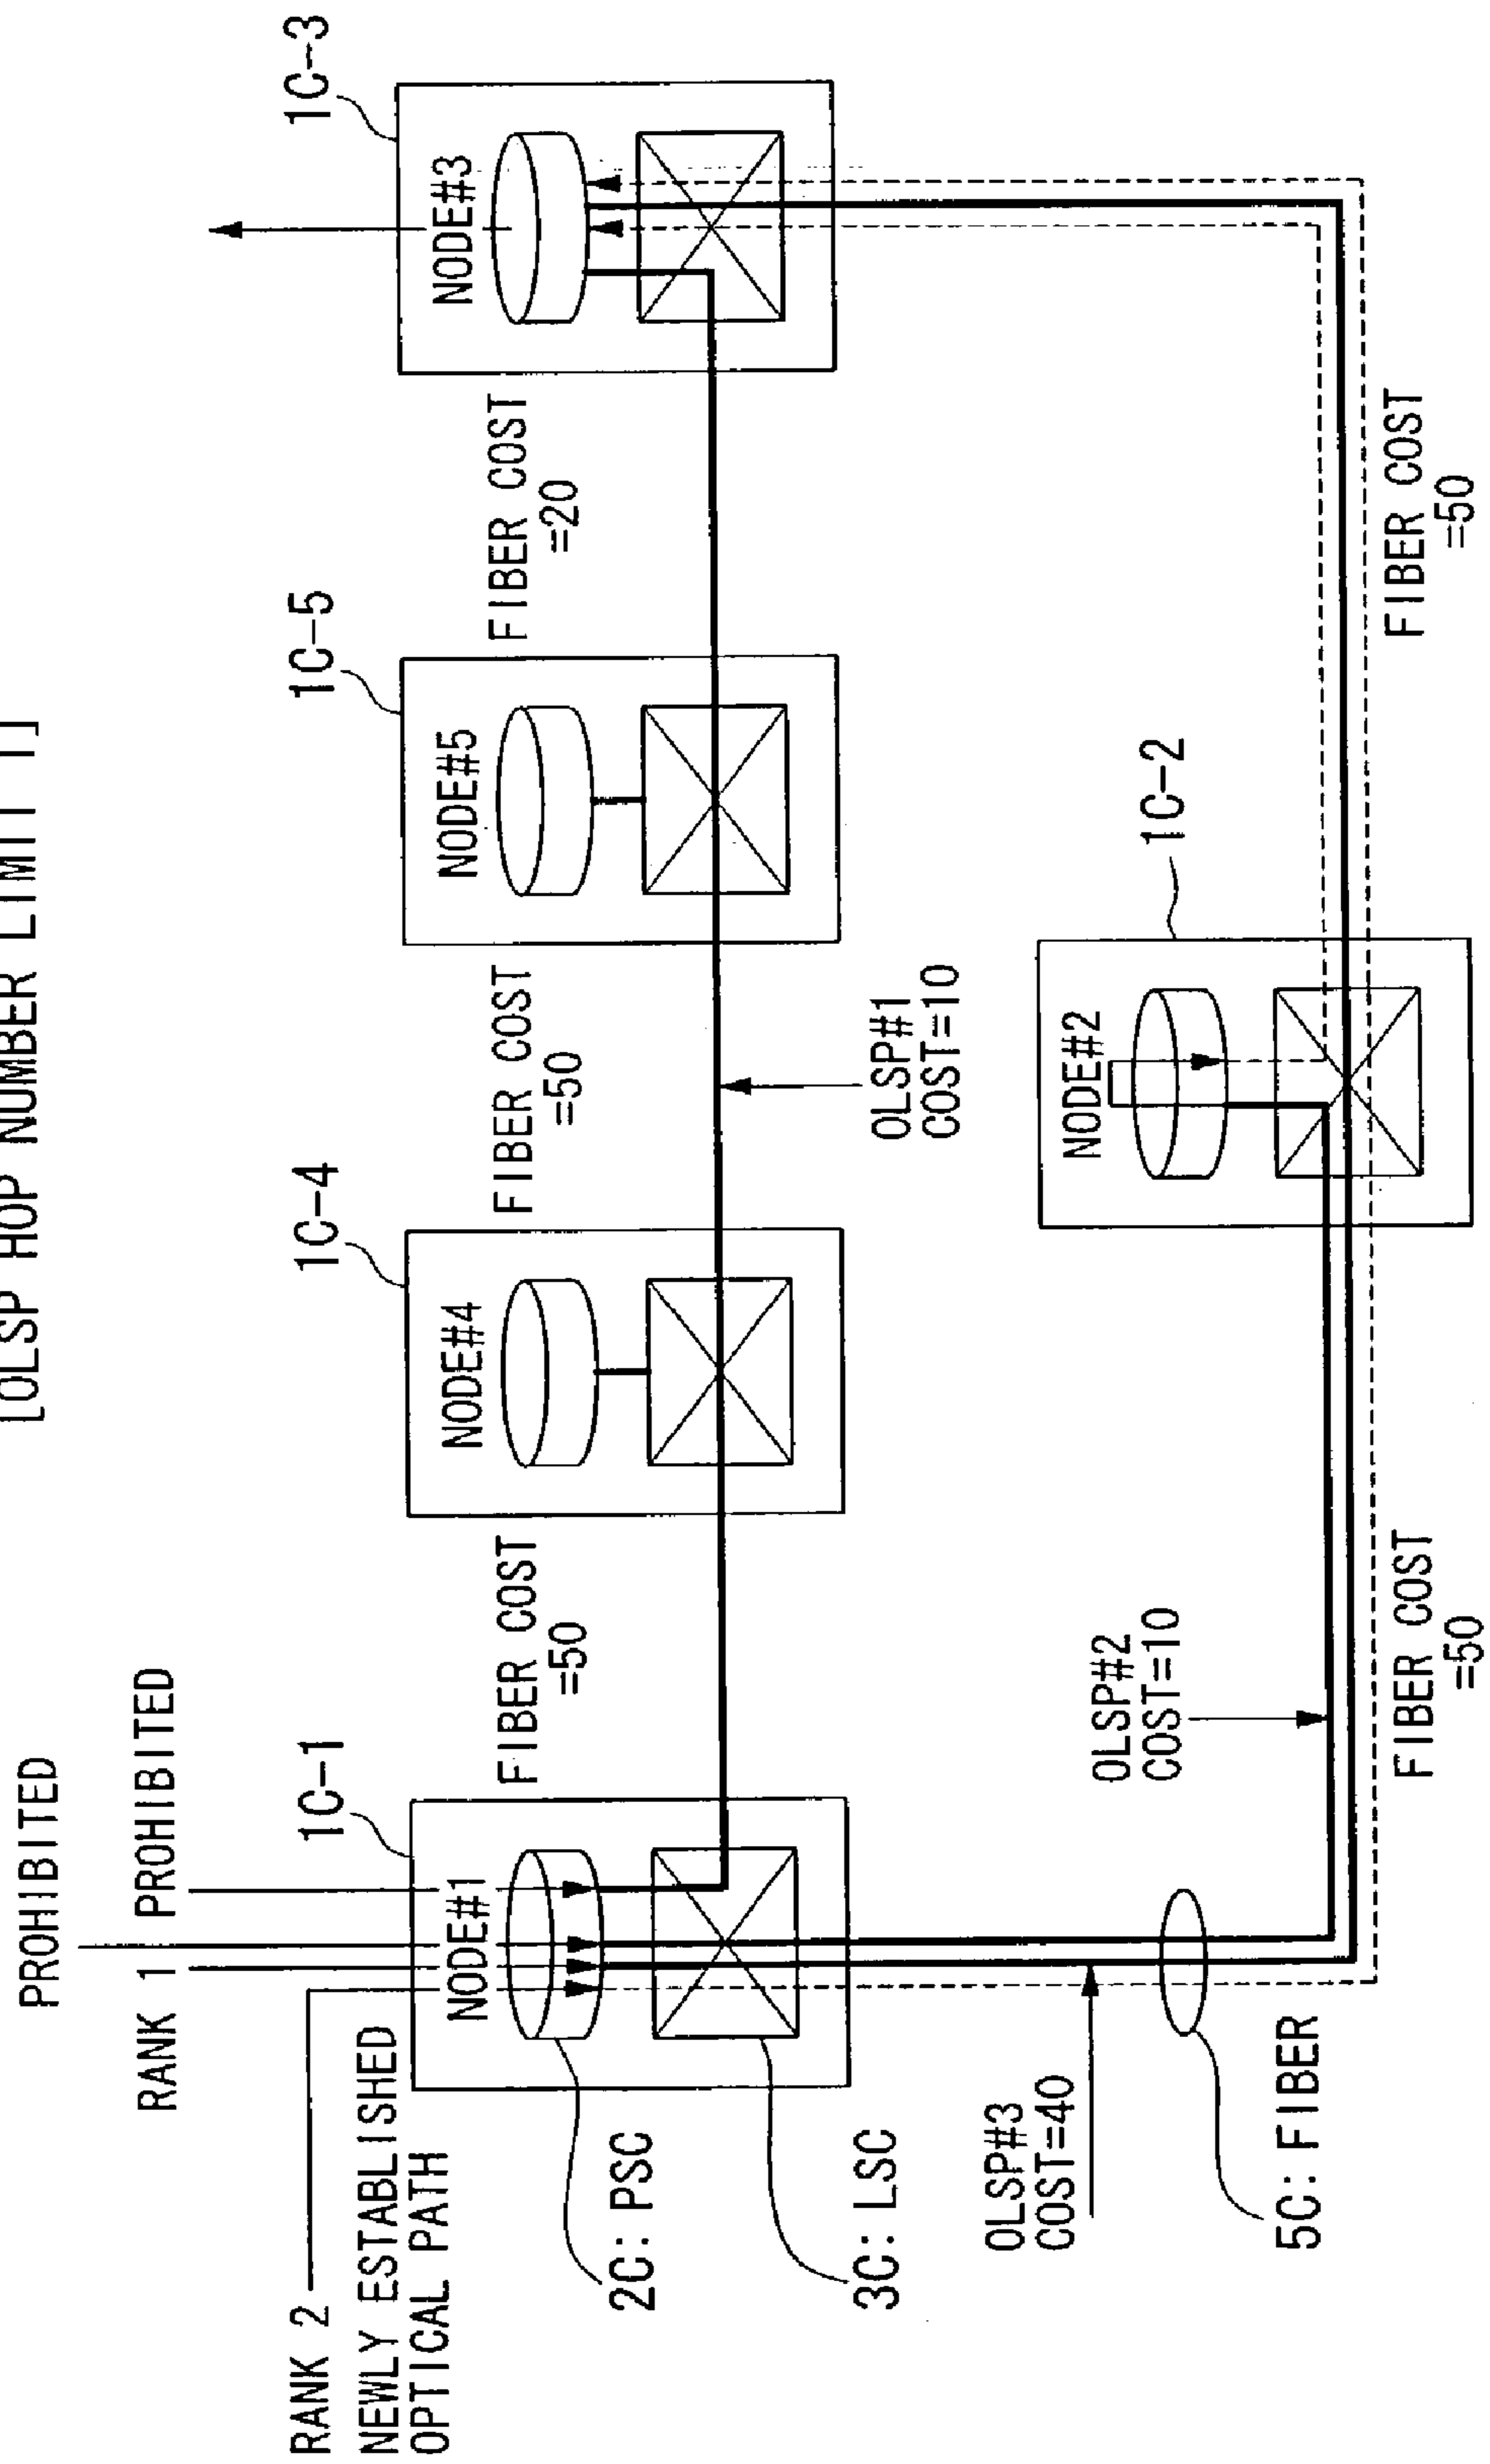 [OLSP HOP NUMBER LIMIT 1]
PROHIBITED
RANK 1 PROHIBITED
RANK 2
NEWLY ESTABLISHED
OPTICAL PATH
1C-1
NODE#1
2C: PSC
3C: LSC
FIBER COST
=50
1C-4
NODE#4
FIBER COST
=50
1C-5
NODE#5
FIBER COST
=20
1C-3
NODE#3
OLSP#1
COST=10
OLSP#3
COST=40
5C: FIBER
OLSP#2
COST=10
FIBER COST
=50
1C-2
NODE#2
FIBER COST
=50